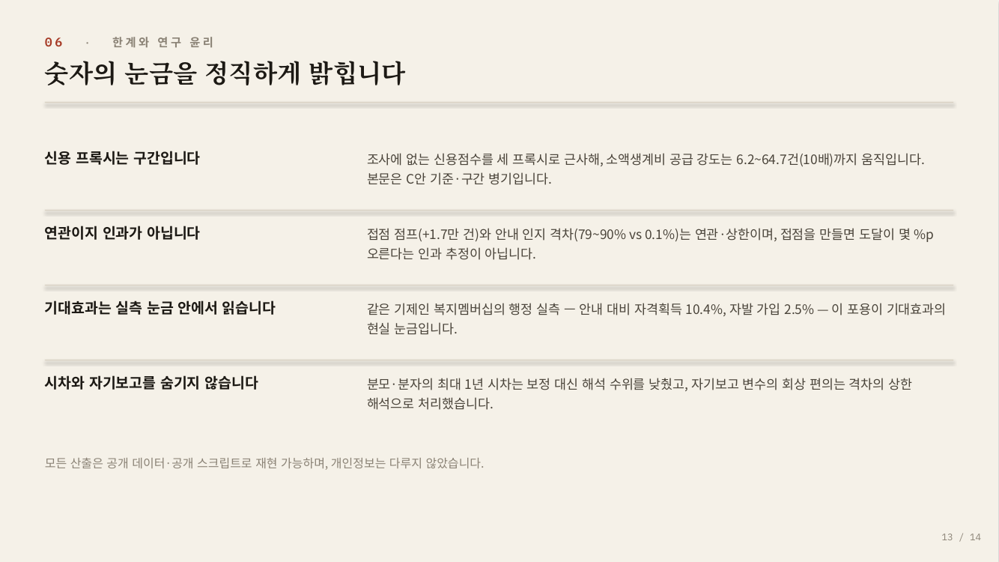 06 · 한계와 연구 윤리
숫자의 눈금을 정직하게 밝힙니다
신용 프록시는 구간입니다
조사에 없는 신용점수를 세 프록시로 근사해, 소액생계비 공급 강도는 6.2~64.7건(10배)까지 움직입니다.
본문은 C안 기준·구간 병기입니다.
연관이지 인과가 아닙니다
접점 점프(+1.7만 건)와 안내 인지 격차(79~90% vs 0.1%)는 연관·상한이며, 접점을 만들면 도달이 몇 %p
오른다는 인과 추정이 아닙니다.
기대효과는 실측 눈금 안에서 읽습니다
같은 기제인 복지멤버십의 행정 실측 — 안내 대비 자격획득 10.4%, 자발 가입 2.5% — 이 포용이 기대효과의
현실 눈금입니다.
시차와 자기보고를 숨기지 않습니다
분모·분자의 최대 1년 시차는 보정 대신 해석 수위를 낮췄고, 자기보고 변수의 회상 편의는 격차의 상한
해석으로 처리했습니다.
모든 산출은 공개 데이터·공개 스크립트로 재현 가능하며, 개인정보는 다루지 않았습니다.
13 / 14